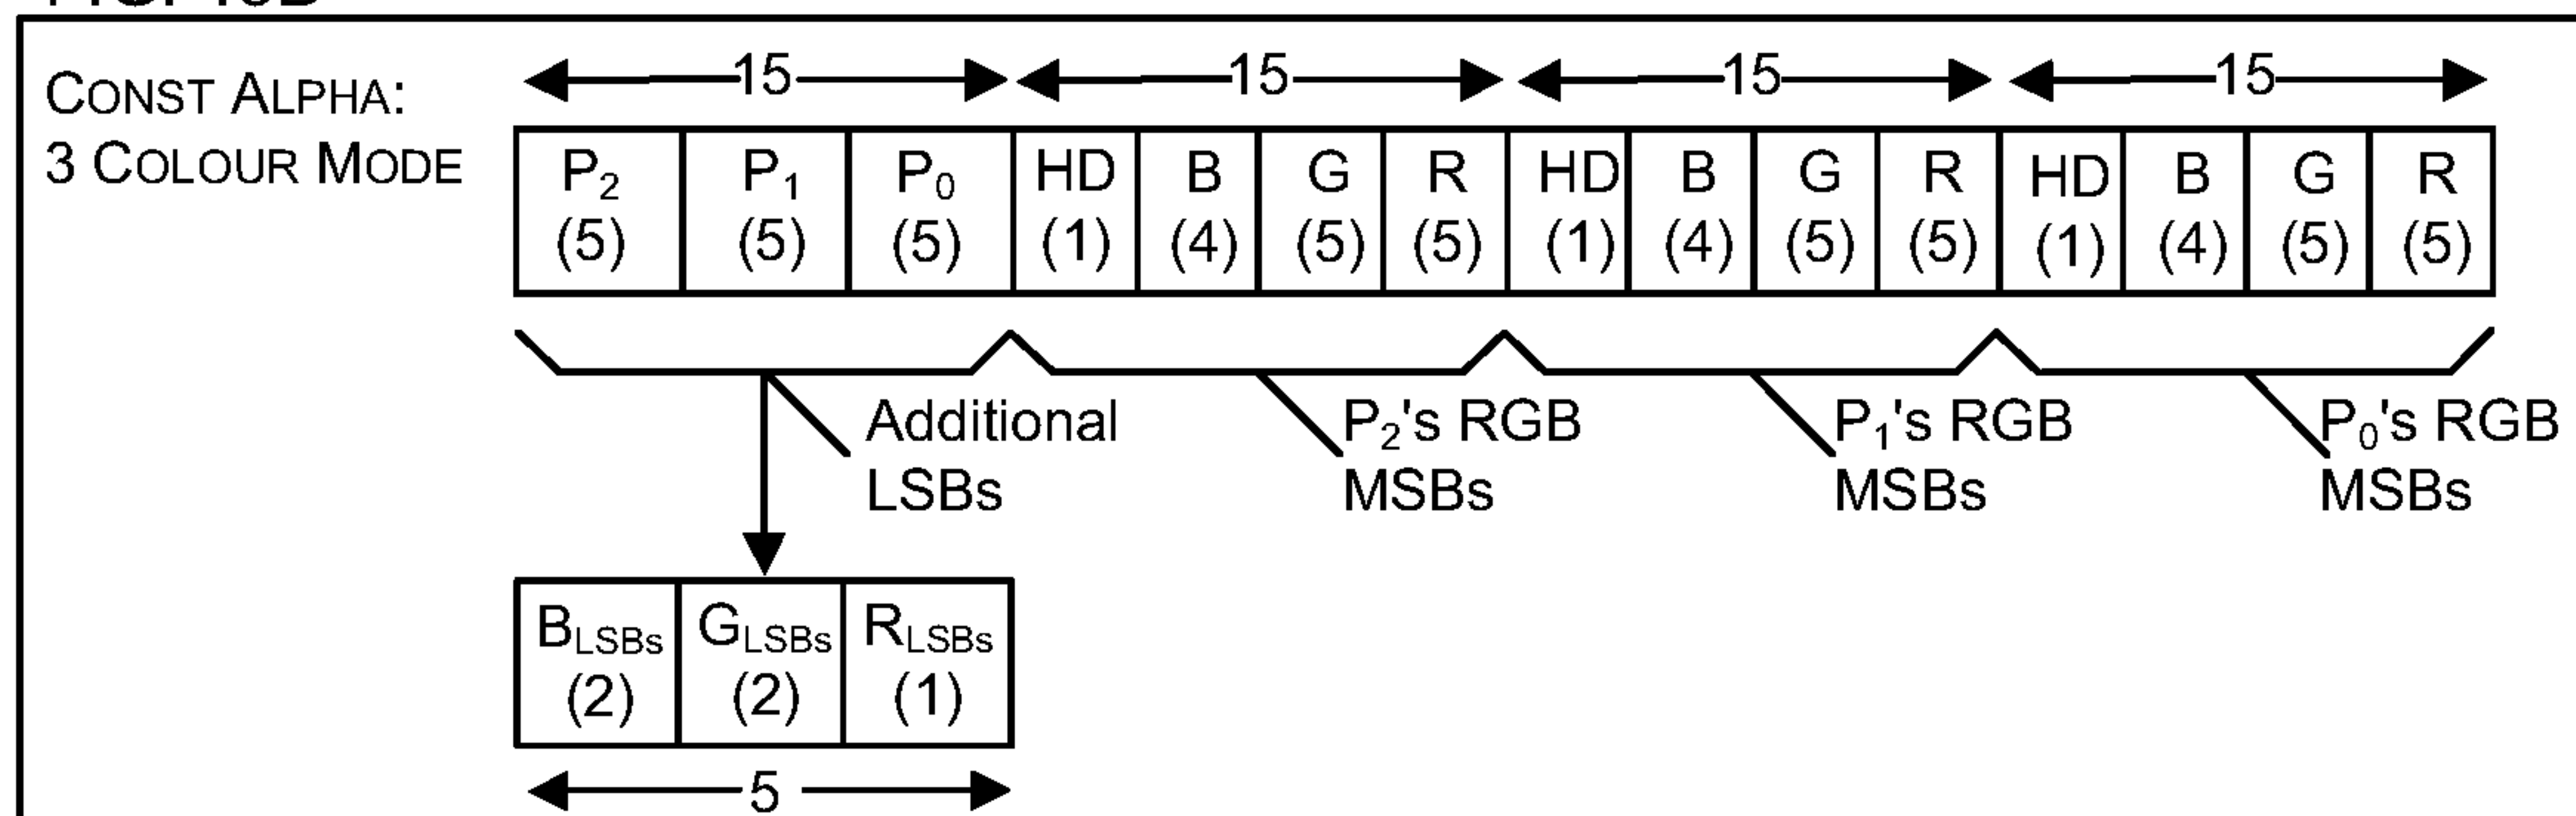 CONST ALPHA:
3 COLOUR MODE
15 15 15 15
P2 P1 P0 HD B G R HD B G R HD B G R
(5) (5) (5) (1) (4) (5) (5) (1) (4) (5) (5) (1) (4) (5) (5)
Additional
LSBs
P2's RGB
MSBs
P1's RGB
MSBs
P0's RGB
MSBs
BLSBs GLSBs RLSBs
(2) (2) (1)
5